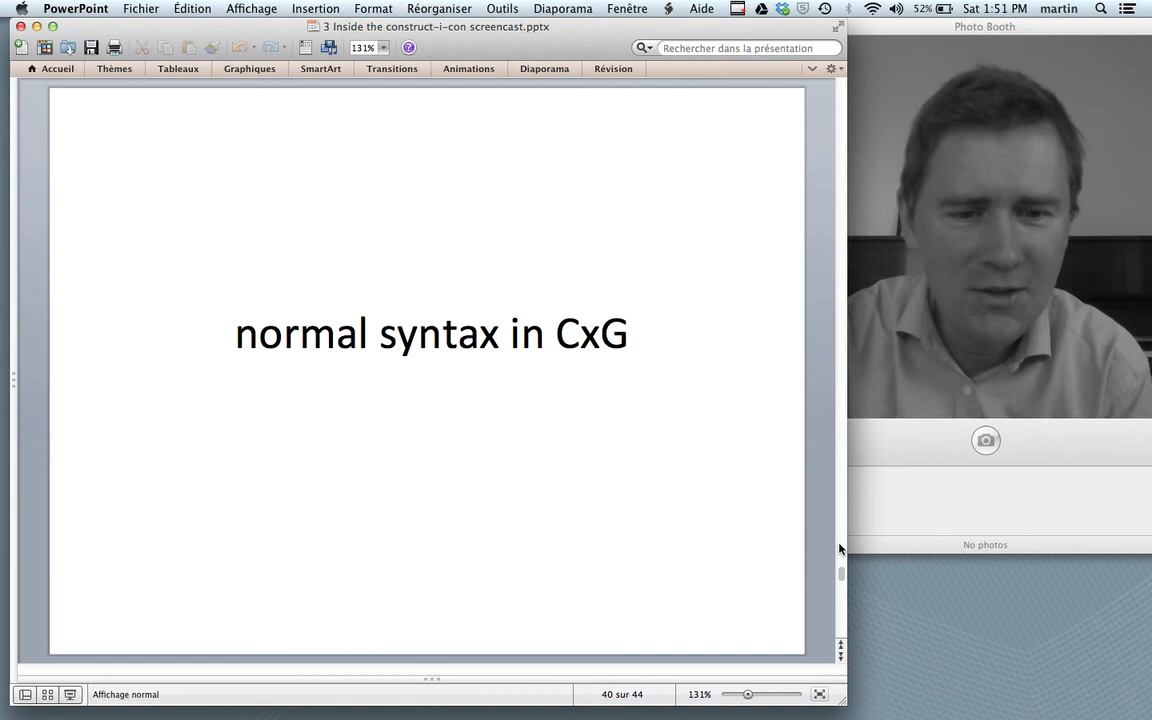 PowerPoint Fichier Édition Affichage Insertion Format Réorganiser Outils Diaporama Fenêtre Aide 52% Sat 1:51 PM martin
3 Inside the construct-i-con screencast.pptx
Photo Booth
131%
Rechercher dans la présentation
Accueil Thèmes Tableaux Graphiques SmartArt Transitions Animations Diaporama Révision
normal syntax in CxG
No photos
Affichage normal
40 sur 44
131%